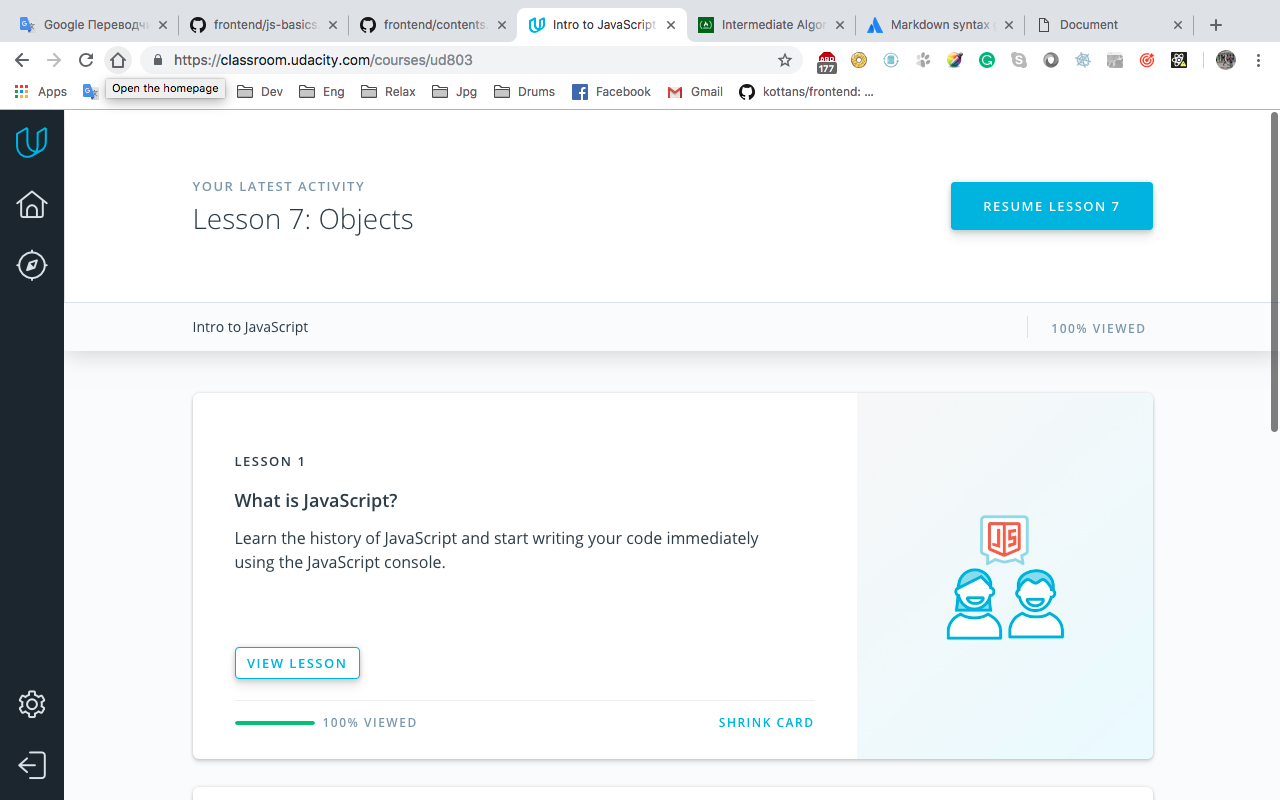 Google Переводч
frontend/js-basics
frontend/contents
Intro to JavaScript
Intermediate Algor
Markdown syntax
Document
https://classroom.udacity.com/courses/ud803
ABP
177
Apps
Open the homepage
Dev
Eng
Relax
Jpg
Drums
Facebook
Gmail
kottans/frontend: ...
YOUR LATEST ACTIVITY
Lesson 7: Objects
RESUME LESSON 7
Intro to JavaScript
100% VIEWED
LESSON 1
What is JavaScript?
Learn the history of JavaScript and start writing your code immediately
using the JavaScript console.
JS
VIEW LESSON
100% VIEWED
SHRINK CARD